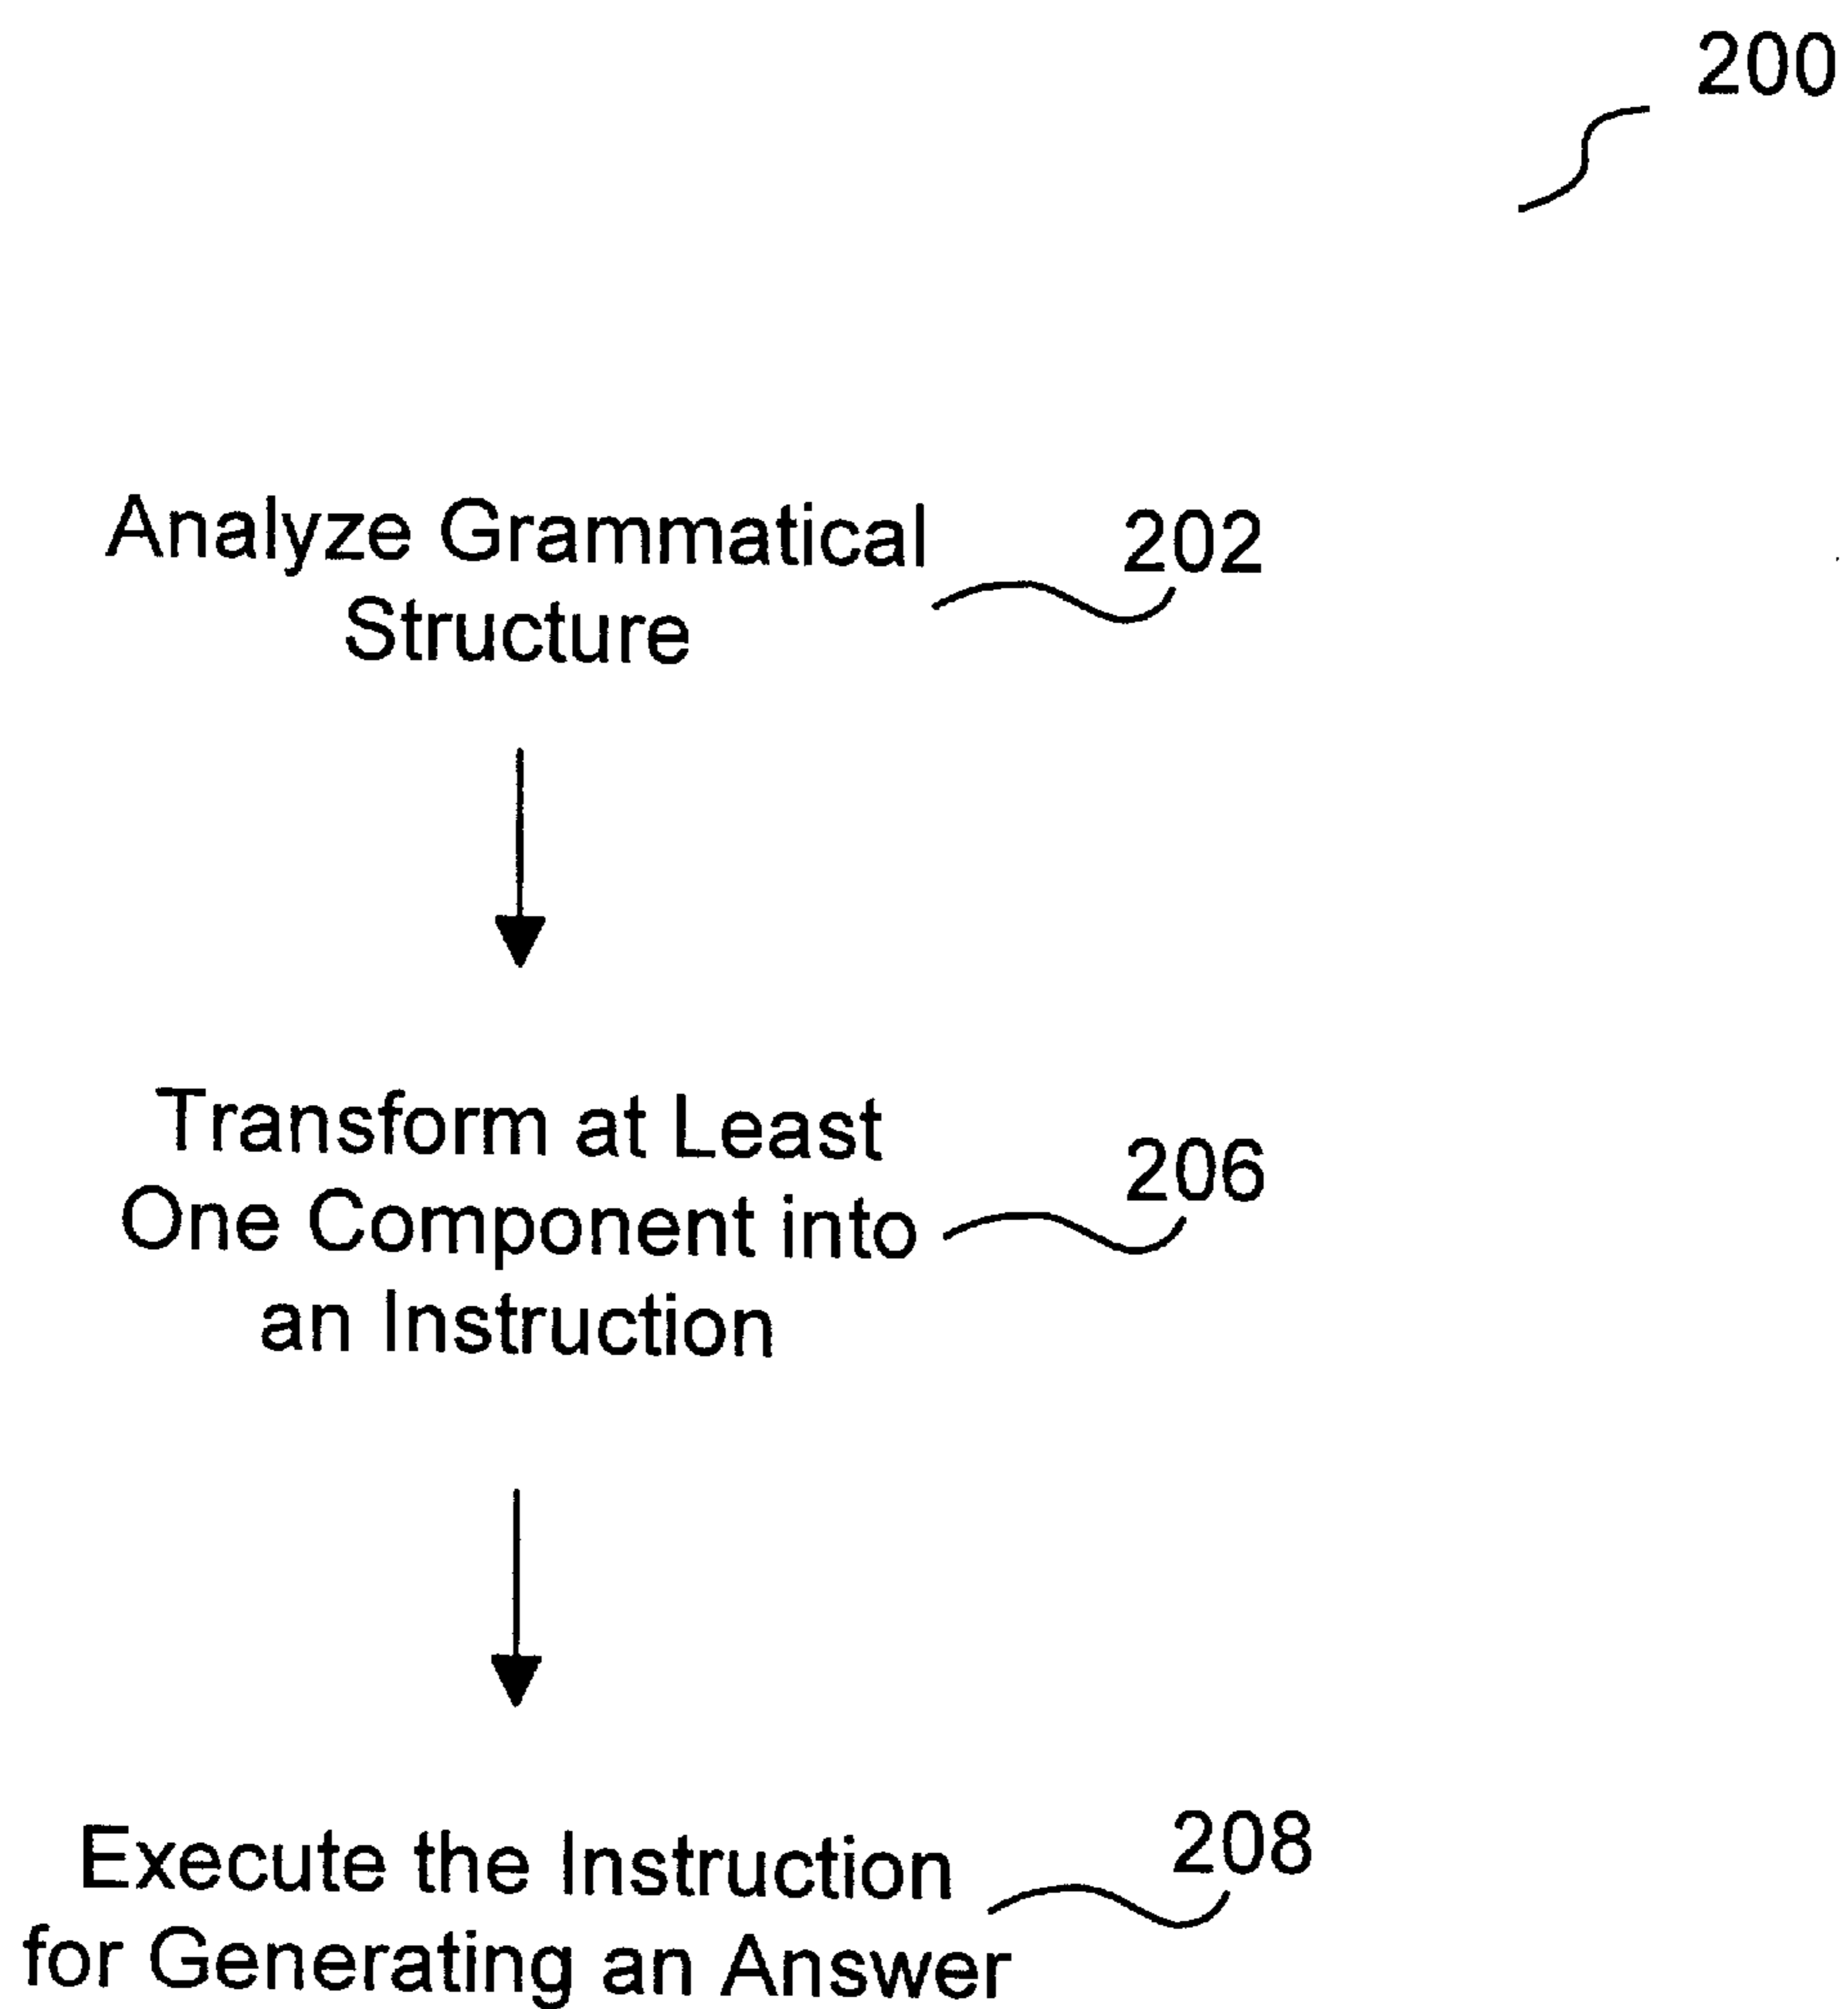 200
Analyze Grammatical
Structure
202
Transform at Least
One Component into
an Instruction
206
Execute the Instruction
for Generating an Answer
208